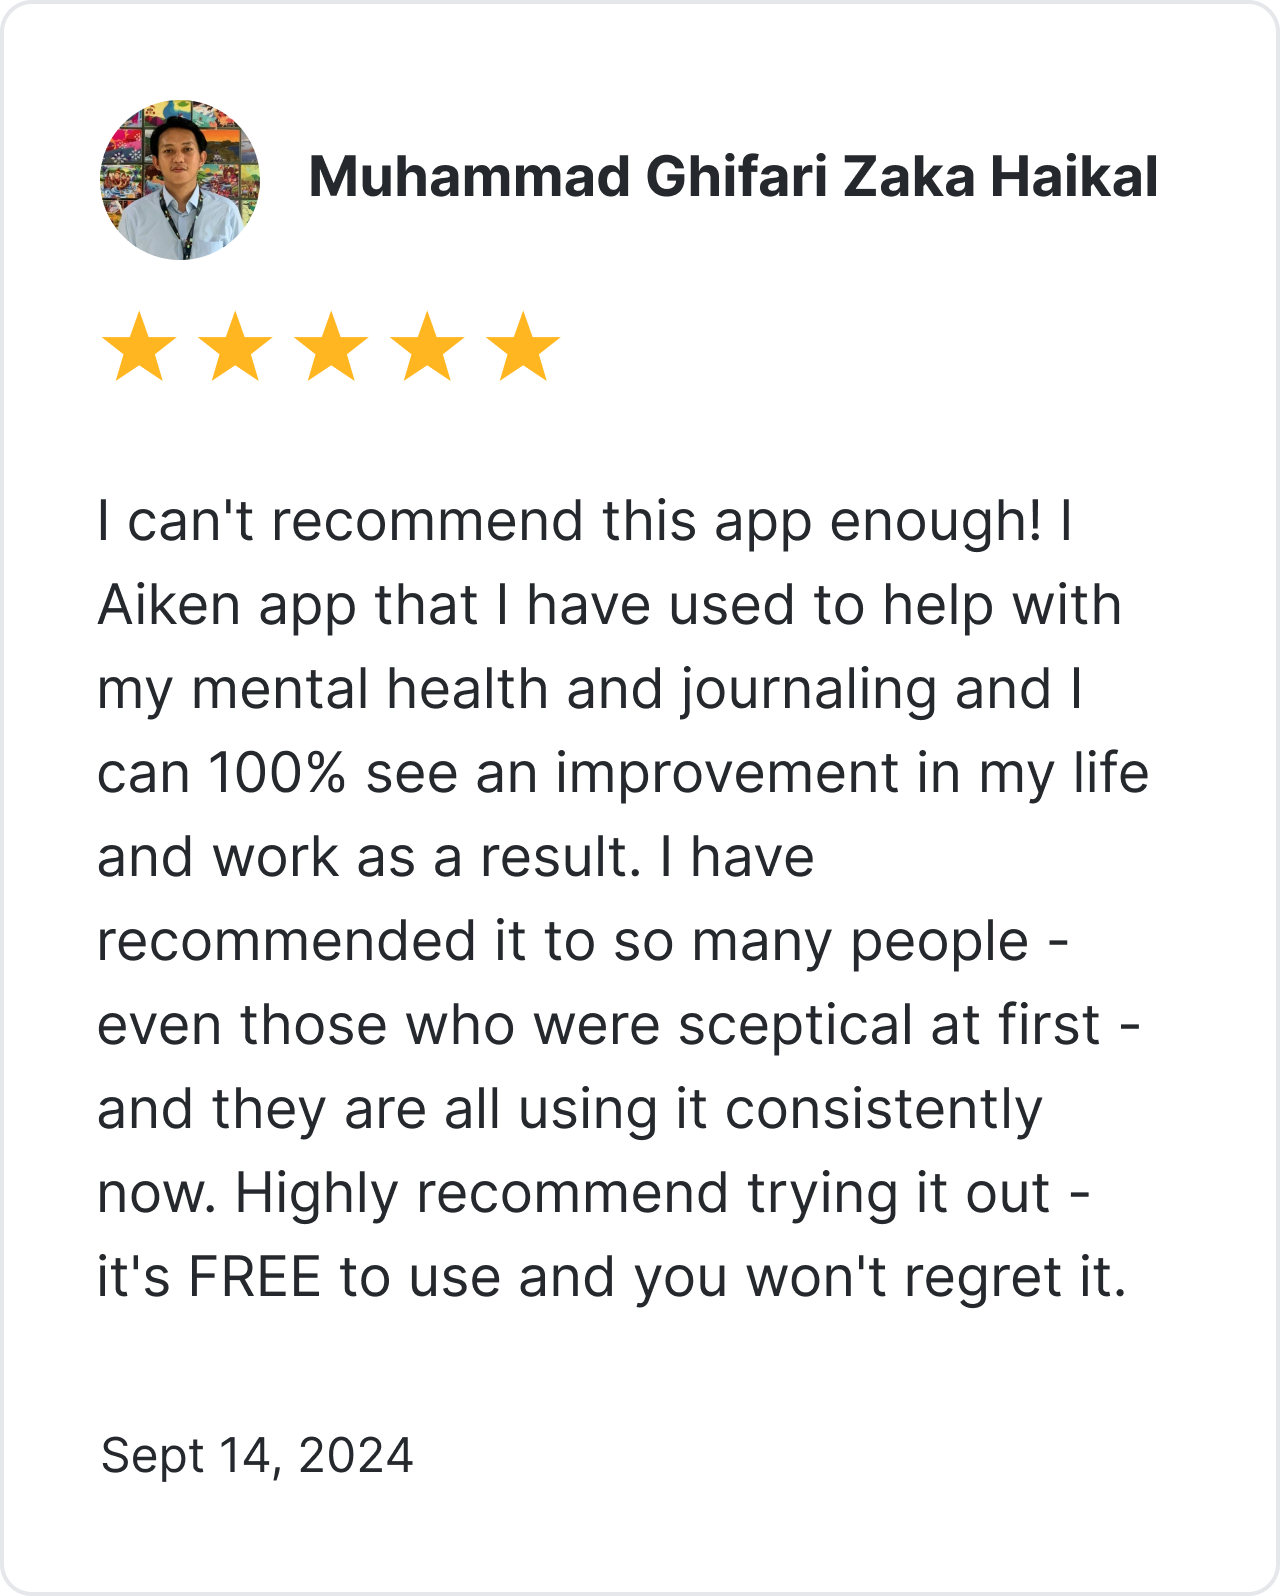 Muhammad Ghifari Zaka Haikal
I can't recommend this app enough! I
Aiken app that I have used to help with
my mental health and journaling and I
can 100% see an improvement in my life
and work as a result. I have
recommended it to so many people -
even those who were sceptical at first -
and they are all using it consistently
now. Highly recommend trying it out -
it's FREE to use and you won't regret it.
Sept 14, 2024